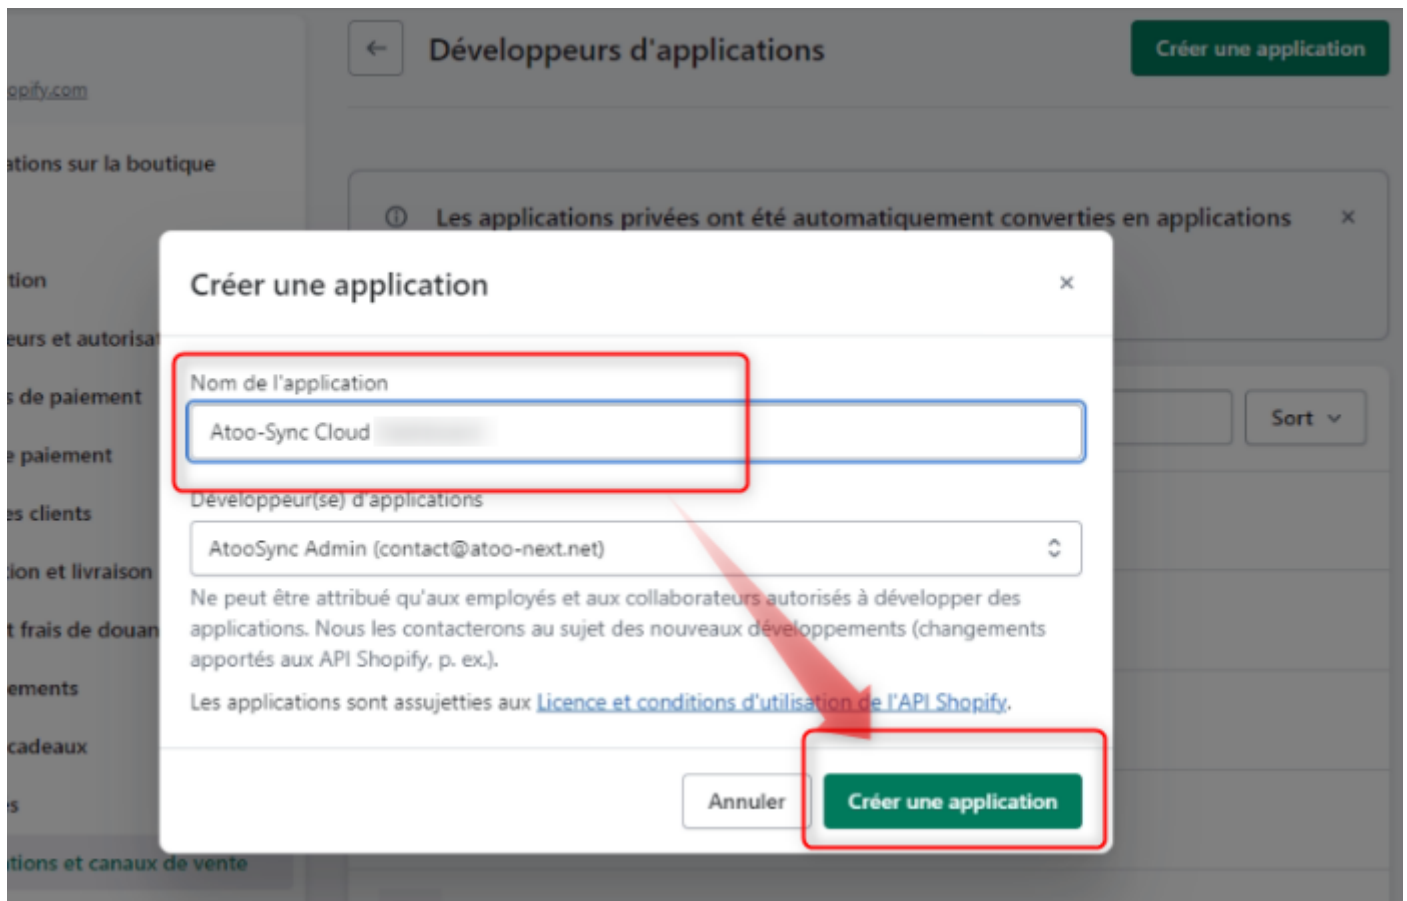 Développeurs d'applications
Créer une application
opify.com
ations sur la boutique
Les applications privées ont été automatiquement converties en applications
tion
eurs et autorisat
s de paiement
e paiement
es clients
tion et livraison
t frais de douan
ements
cadeaux
s
tions et canaux de vente
Sort
Créer une application
Nom de l'application
Atoo-Sync Cloud
Développeur(se) d'applications
AtooSync Admin (contact@atoo-next.net)
Ne peut être attribué qu'aux employés et aux collaborateurs autorisés à développer des
applications. Nous les contacterons au sujet des nouveaux développements (changements
apportés aux API Shopify, p. ex.).
Les applications sont assujetties aux Licence et conditions d'utilisation de l'API Shopify.
Annuler
Créer une application